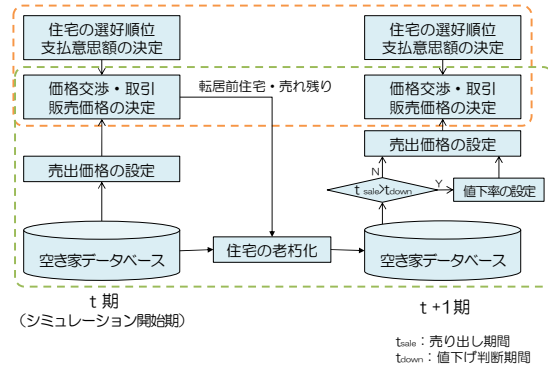 住宅の選好順位
支払意思額の決定
価格交渉・取引
販売価格の決定
転居前住宅・売れ残り
売出価格の設定
空き家データベース
住宅の老朽化
t 期
（シミュレーション開始期）
住宅の選好順位
支払意思額の決定
価格交渉・取引
販売価格の決定
売出価格の設定
N
t sale>tdown
Y
値下率の設定
空き家データベース
t +1期
tsale：売り出し期間
tdown：値下げ判断期間